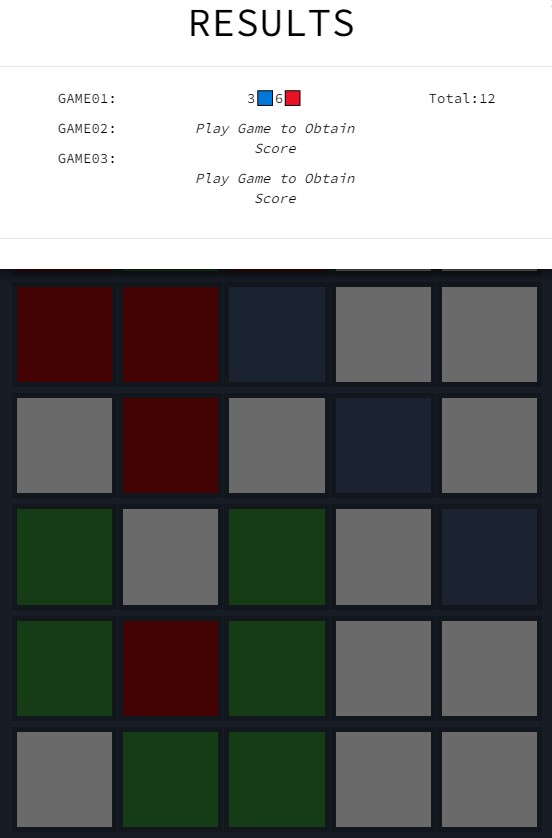 RESULTS
GAME01: 3 6 Total:12
GAME02: Play Game to Obtain
Score
GAME03: Play Game to Obtain
Score